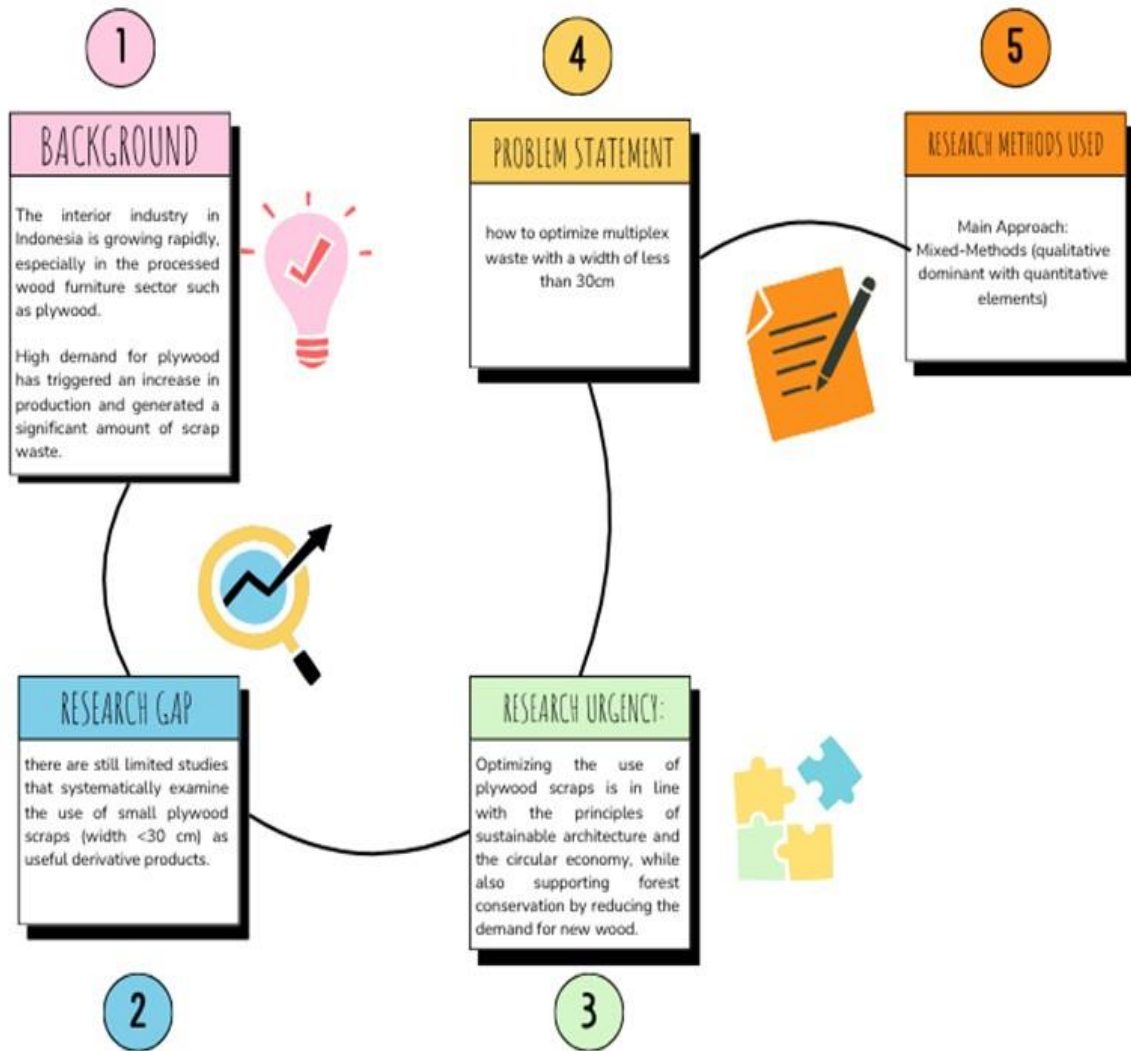 1
BACKGROUND
The interior industry in
Indonesia is growing rapidly,
especially in the processed
wood furniture sector such
as plywood.
High demand for plywood
has triggered an increase in
production and generated a
significant amount of scrap
waste.
2
RESEARCH GAP
there are still limited studies
that systematically examine
the use of small plywood
scraps (width <30 cm) as
useful derivative products.
3
RESEARCH URGENCY:
Optimizing the use of
plywood scraps is in line
with the principles of
sustainable architecture and
the circular economy, while
also supporting forest
conservation by reducing the
demand for new wood.
4
PROBLEM STATEMENT
how to optimize multiplex
waste with a width of less
than 30cm
5
RESEARCH METHODS USED
Main Approach:
Mixed-Methods (qualitative
dominant with quantitative
elements)